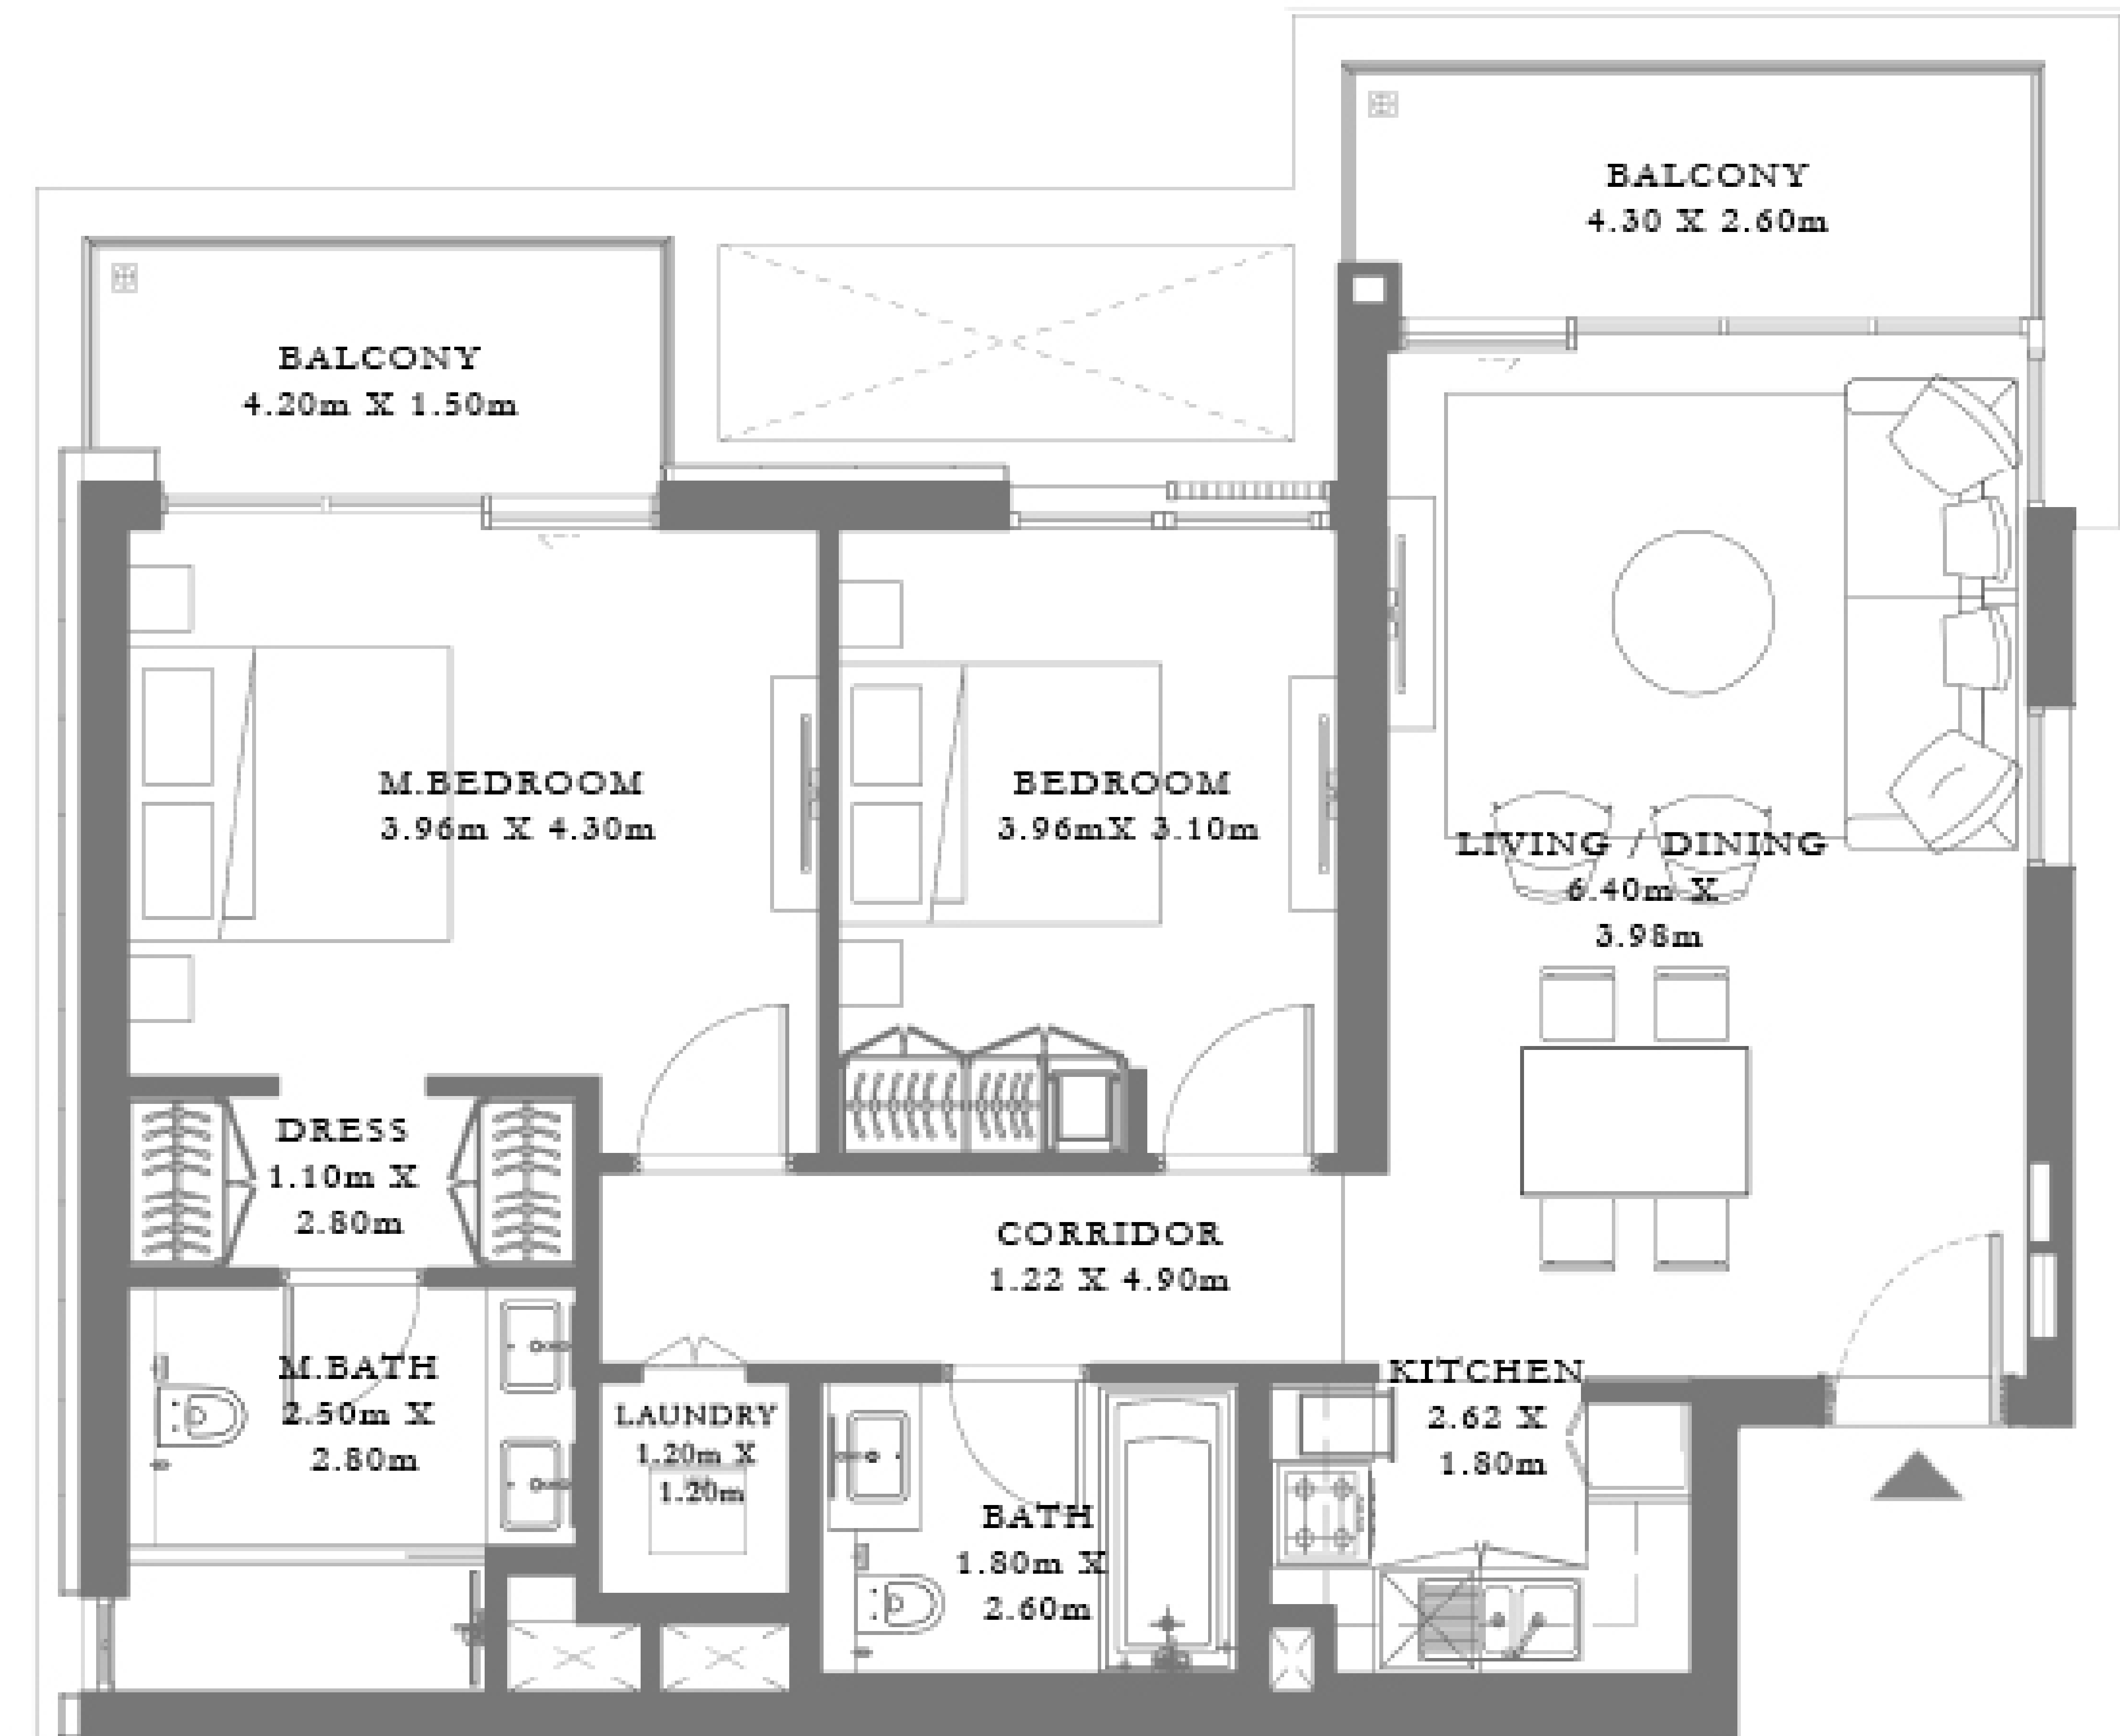 BALCONY
4.30 X 2.60m
BALCONY
4.20m X 1.50m
M.BEDROOM
3.96m X 4.30m
BEDROOM
3.96mX 3.10m
LIVING / DINING
6.40m X
3.98m
DRESS
1.10m X
2.80m
CORRIDOR
1.22 X 4.90m
M.BATH
2.50m X
2.80m
LAUNDRY
1.20m X
1.20m
BATH
1.80m X
2.60m
KITCHEN
2.62 X
1.80m